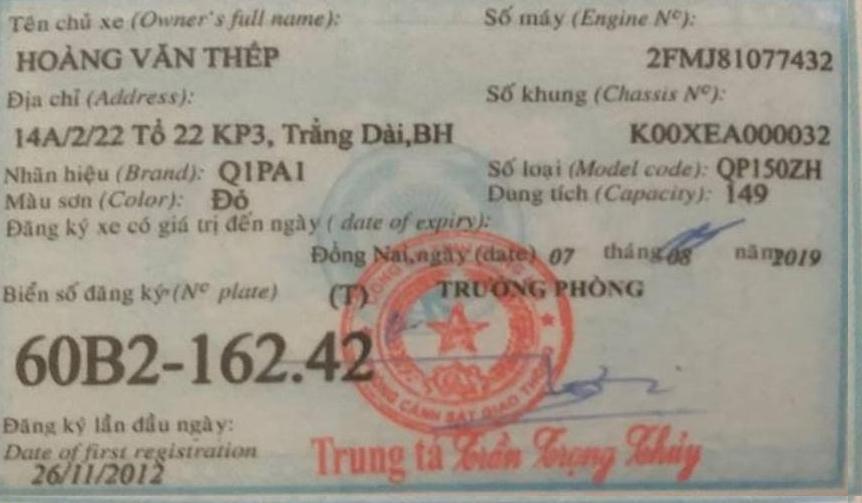 Tên chủ xe (Owner's full name):
Số máy (Engine Nº):
HOÀNG VĂN THÉP
2FMJ81077432
Địa chỉ (Address):
Số khung (Chassis Nº):
14A/2/22 Tổ 22 KP3, Trảng Dài,BH
K00XEA000032
Nhãn hiệu (Brand): Q1PA1
Số loại (Model code): QP150ZH
Màu sơn (Color): Đỏ
Dung tích (Capacity): 149
Đăng ký xe có giá trị đến ngày ( date of expiry):
Đồng Nai,ngày (date) 07 tháng 08 năm 2019
Biển số đăng ký (Nº plate) (T)
TRƯỞNG PHÒNG
60B2-162.42
CẢNH SÁT GIAO
Đăng ký lần đầu ngày:
Date of first registration
26/11/2012
Trung tá Trần Trọng Thủy